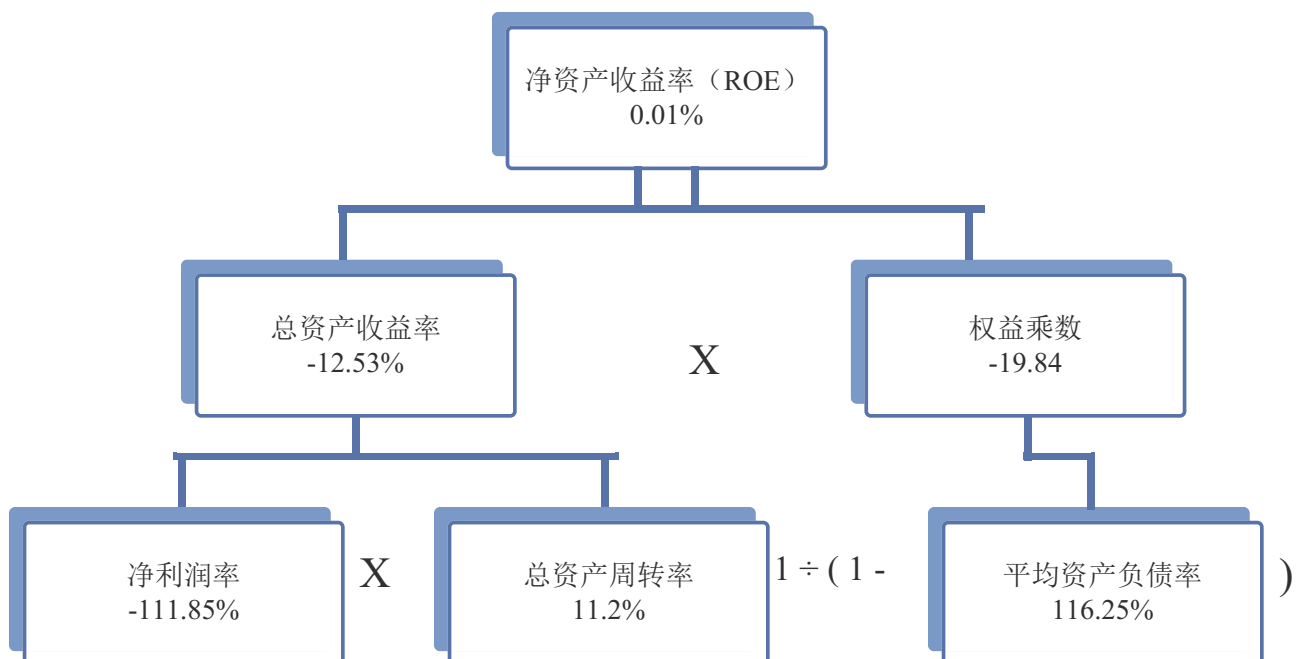 净资产收益率（ROE）
0.01%
总资产收益率
-12.53%
X
权益乘数
-19.84
净利润率
-111.85%
X
总资产周转率
11.2%
1 ÷ ( 1 -
平均资产负债率
116.25%
)